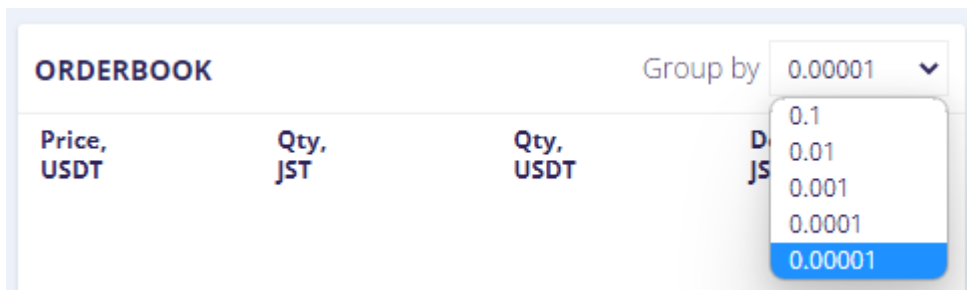 ORDERBOOK
Group by 0.00001
Price, USDT
Qty, JST
Qty, USDT
0.1
0.01
0.001
0.0001
0.00001